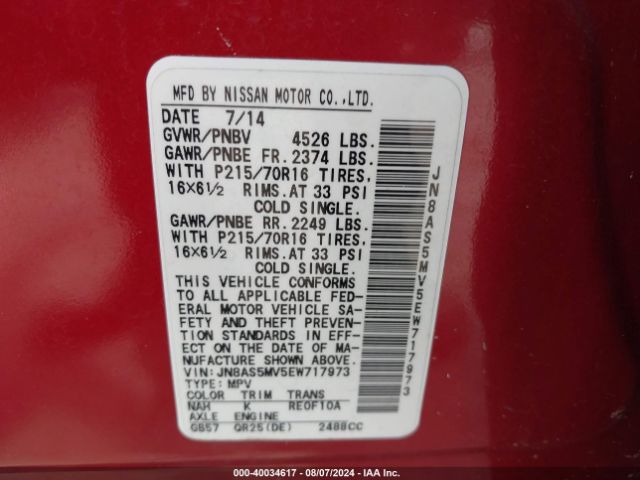 MFD BY NISSAN MOTOR CO.,LTD.
DATE 7/14
GVWR/PNBV 4526 LBS.
GAWR/PNBE FR. 2374 LBS.
WITH P215/70R16 TIRES,
16X6½ RIMS. AT 33 PSI
COLD SINGLE.
GAWR/PNBE RR. 2249 LBS.
WITH P215/70R16 TIRES,
16X6½ RIMS. AT 33 PSI
COLD SINGLE.
THIS VEHICLE CONFORMS
TO ALL APPLICABLE FED-
ERAL MOTOR VEHICLE SA-
FETY AND THEFT PREVEN-
TION STANDARDS IN EFF-
ECT ON THE DATE OF MA-
NUFACTURE SHOWN ABOVE.
VIN: JN8AS5MV5EW717973
TYPE: MPV
COLOR TRIM TRANS
NAH K RE0F10A
AXLE ENGINE
GB57 QR25(DE) 2488CC
JN8AS5MV5EW717973
000-40034617 - 08/07/2024 - IAA Inc.